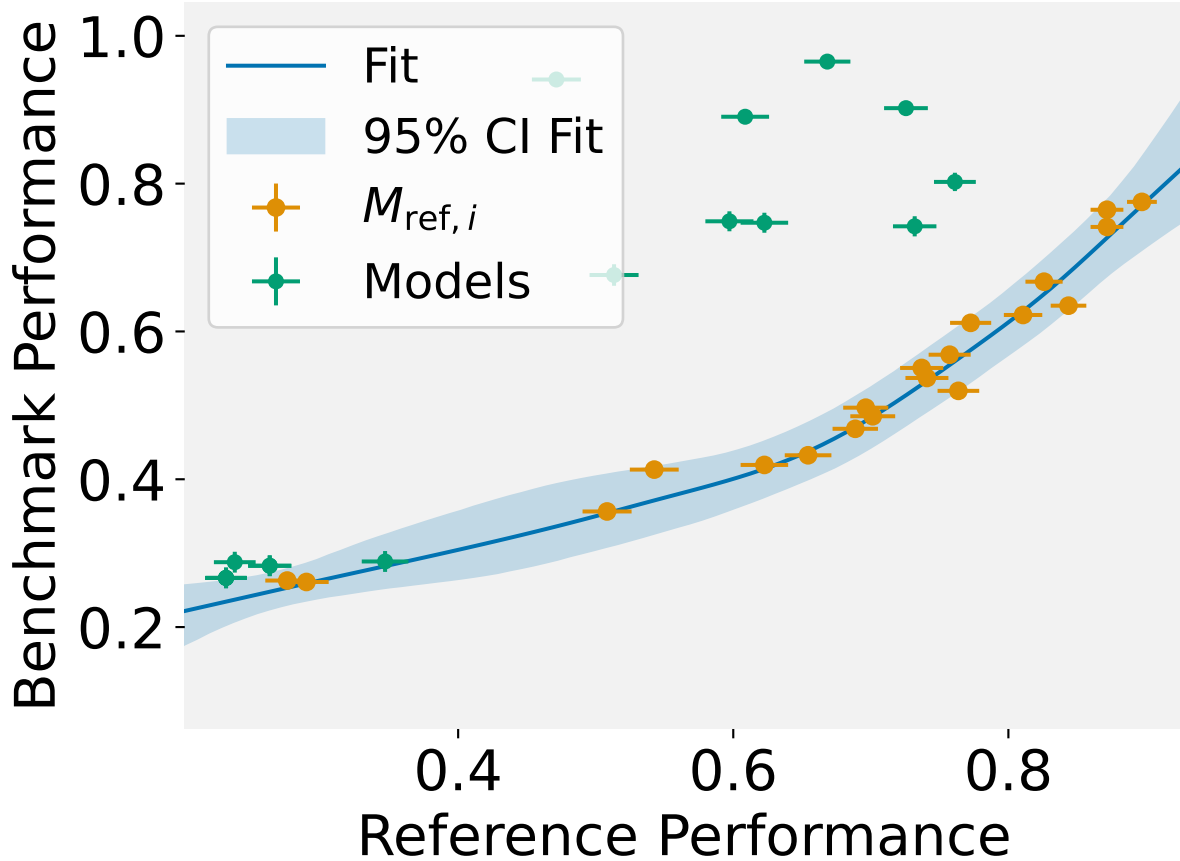 Benchmark Performance
1.0
0.8
0.6
0.4
0.2
Fit
95% CI Fit
M_ref, i
Models
0.4
0.6
0.8
Reference Performance